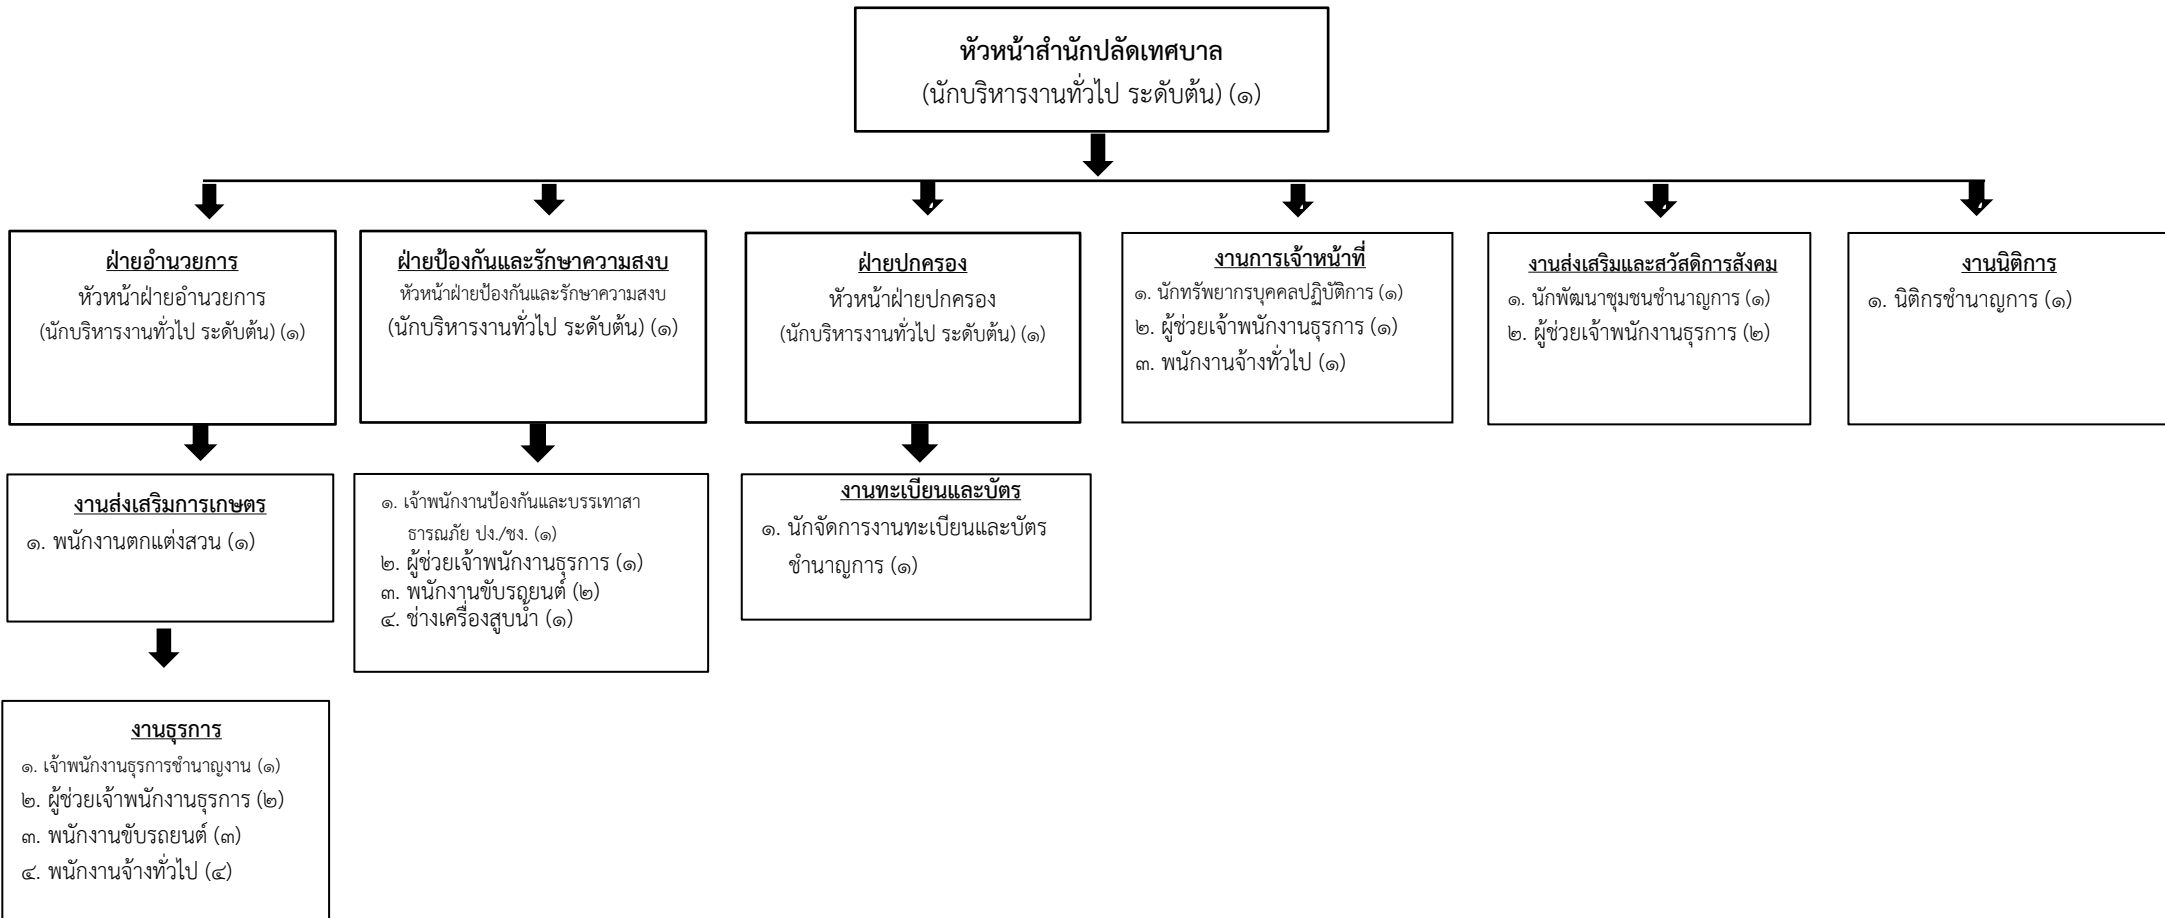 หัวหน้าสำนักปลัดเทศบาล
(นักบริหารงานทั่วไป ระดับต้น) (๑)
ฝ่ายอำนวยการ
หัวหน้าฝ่ายอำนวยการ
(นักบริหารงานทั่วไป ระดับต้น) (๑)
ฝ่ายป้องกันและรักษาความสงบ
หัวหน้าฝ่ายป้องกันและรักษาความสงบ
(นักบริหารงานทั่วไป ระดับต้น) (๑)
ฝ่ายปกครอง
หัวหน้าฝ่ายปกครอง
(นักบริหารงานทั่วไป ระดับต้น) (๑)
งานการเจ้าหน้าที่
๑. นักทรัพยากรบุคคลปฏิบัติการ (๑)
๒. ผู้ช่วยเจ้าพนักงานธุรการ (๑)
๓. พนักงานจ้างทั่วไป (๑)
งานส่งเสริมและสวัสดิการสังคม
๑. นักพัฒนาชุมชนชำนาญการ (๑)
๒. ผู้ช่วยเจ้าพนักงานธุรการ (๒)
งานนิติการ
๑. นิติกรชำนาญการ (๑)
งานส่งเสริมการเกษตร
๑. พนักงานตกแต่งสวน (๑)
๑. เจ้าพนักงานป้องกันและบรรเทาสา
ธารณภัย ปง./ชง. (๑)
๒. ผู้ช่วยเจ้าพนักงานธุรการ (๑)
๓. พนักงานขับรถยนต์ (๒)
๔. ช่างเครื่องสูบน้ำ (๑)
งานทะเบียนและบัตร
๑. นักจัดการงานทะเบียนและบัตร
ชำนาญการ (๑)
งานธุรการ
๑. เจ้าพนักงานธุรการชำนาญงาน (๑)
๒. ผู้ช่วยเจ้าพนักงานธุรการ (๒)
๓. พนักงานขับรถยนต์ (๓)
๔. พนักงานจ้างทั่วไป (๔)